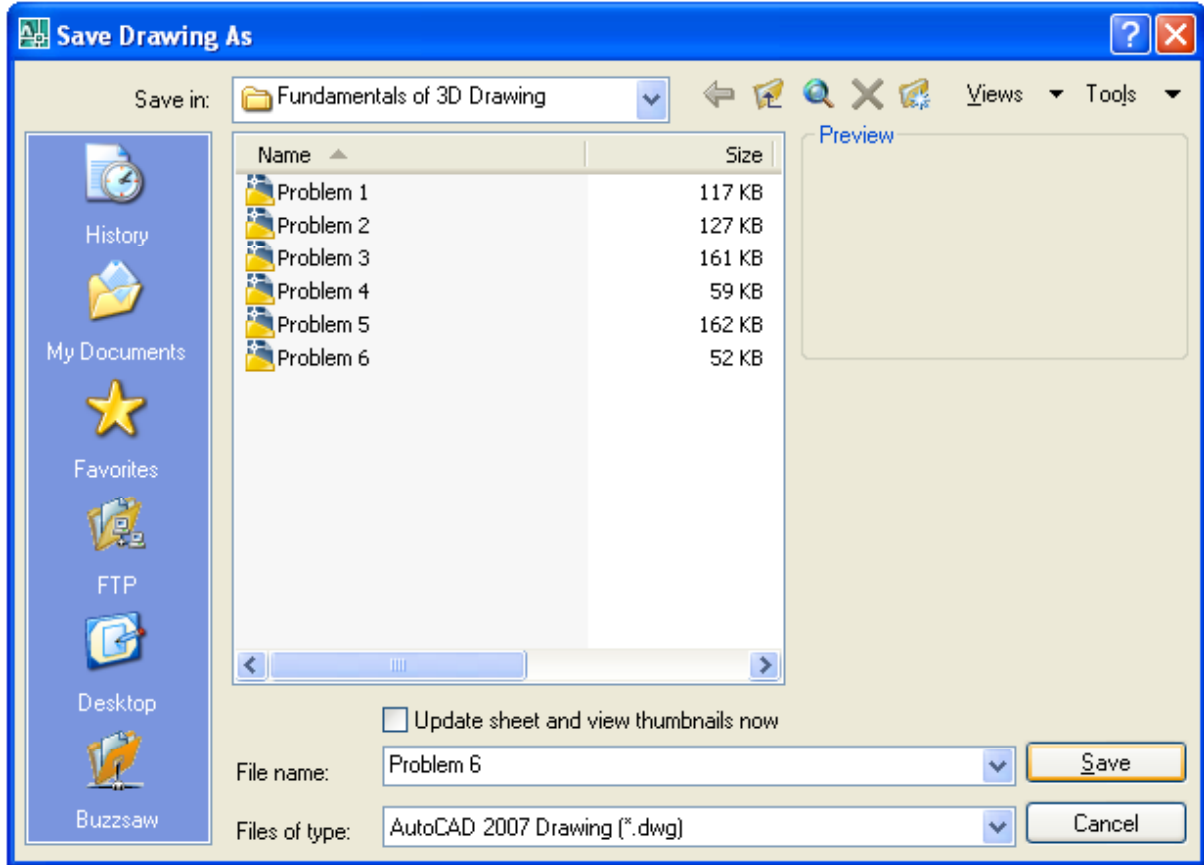 Save Drawing As
Save in: Fundamentals of 3D Drawing Views Tools
Name Size
Problem 1 117 KB
Problem 2 127 KB
Problem 3 161 KB
Problem 4 59 KB
Problem 5 162 KB
Problem 6 52 KB
Preview
History
My Documents
Favorites
FTP
Desktop
Buzzsaw
Update sheet and view thumbnails now
File name: Problem 6 Save
Files of type: AutoCAD 2007 Drawing (*.dwg) Cancel